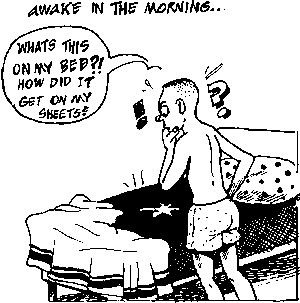 AWAKE IN THE MORNING..
WHATS THIS
ON MY BED?!
HOW DID IT
GET ON MY
SHEETS?
!
??